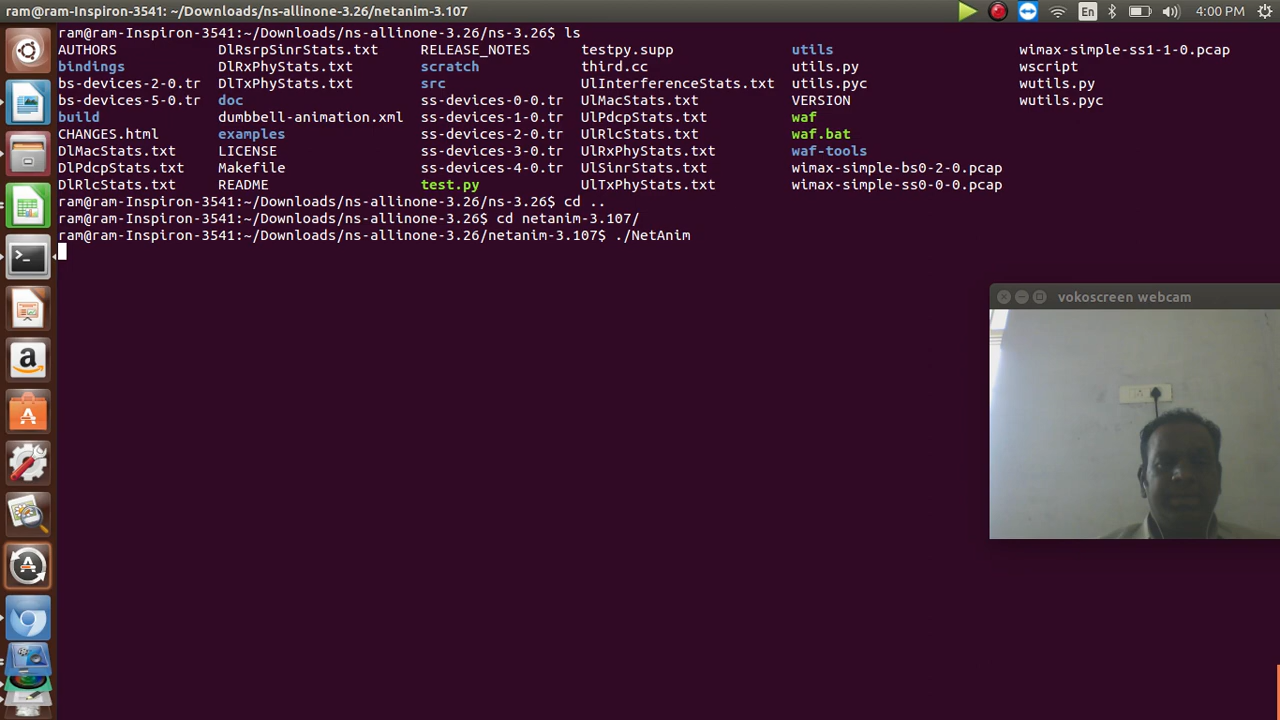 ram@ram-Inspiron-3541: ~/Downloads/ns-allinone-3.26/netanim-3.107 En 4:00 PM
ram@ram-Inspiron-3541:~/Downloads/ns-allinone-3.26/ns-3.26$ ls
AUTHORS DlRsrpSinrStats.txt RELEASE_NOTES testpy.supp utils wimax-simple-ss1-1-0.pcap
bindings DlRxPhyStats.txt scratch third.cc utils.py wscript
bs-devices-2-0.tr DlTxPhyStats.txt src UlInterferenceStats.txt utils.pyc wutils.py
bs-devices-5-0.tr doc ss-devices-0-0.tr UlMacStats.txt VERSION wutils.pyc
build dumbbell-animation.xml ss-devices-1-0.tr UlPdcpStats.txt waf
CHANGES.html examples ss-devices-2-0.tr UlRlcStats.txt waf.bat
DlMacStats.txt LICENSE ss-devices-3-0.tr UlRxPhyStats.txt waf-tools
DlPdcpStats.txt Makefile ss-devices-4-0.tr UlSinrStats.txt wimax-simple-bs0-2-0.pcap
DlRlcStats.txt README test.py UlTxPhyStats.txt wimax-simple-ss0-0-0.pcap
ram@ram-Inspiron-3541:~/Downloads/ns-allinone-3.26/ns-3.26$ cd ..
ram@ram-Inspiron-3541:~/Downloads/ns-allinone-3.26$ cd netanim-3.107/
ram@ram-Inspiron-3541:~/Downloads/ns-allinone-3.26/netanim-3.107$ ./NetAnim
vokoscreen webcam